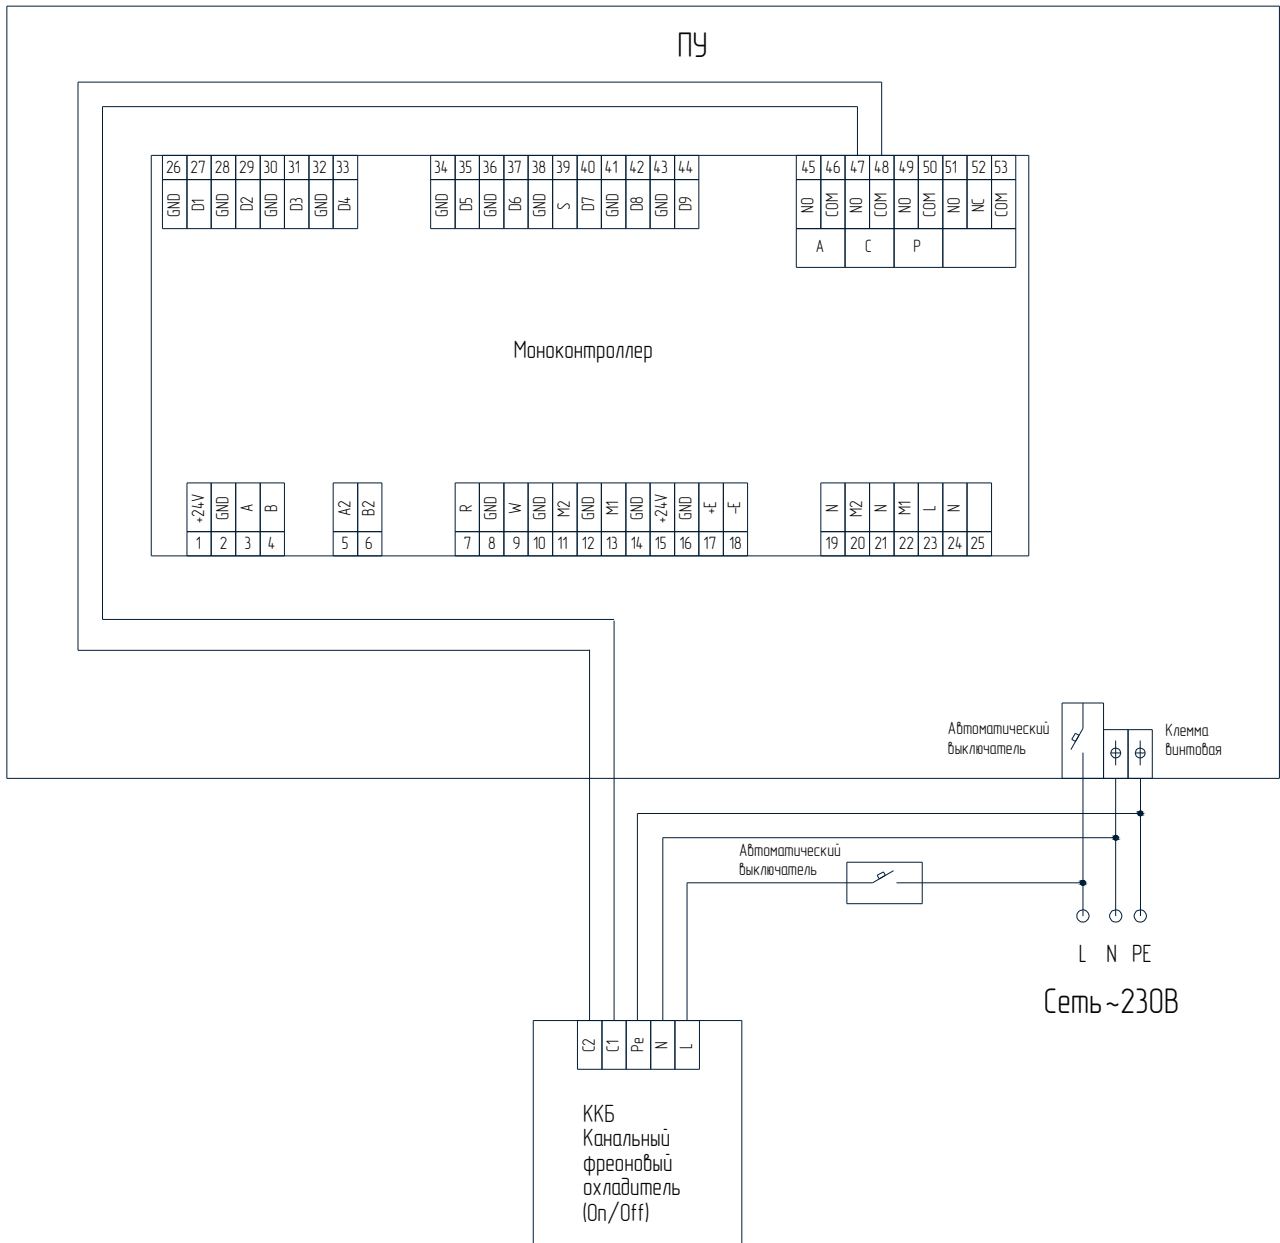 ПУ
26 27 28 29 30 31 32 33
GND D1 GND D2 GND D3 GND D4
34 35 36 37 38 39 40 41 42 43 44
GND D5 GND D6 GND S D7 GND D8 GND D9
45 46 47 48 49 50 51 52 53
NO COM NO COM NO COM NO NC COM
A C P
Моноконтроллер
+24V GND A B
1 2 3 4
A2 B2
5 6
R GND W GND M2 GND M1 GND +24V GND +E -E
7 8 9 10 11 12 13 14 15 16 17 18
N M2 N M1 L N
19 20 21 22 23 24 25
Автоматический
выключатель
Клемма
винтовая
Автоматический
выключатель
L N PE
Сеть ~230В
C2 C1 Pe N L
ККБ
Канальный
фреоновый
охладитель
(On/Off)